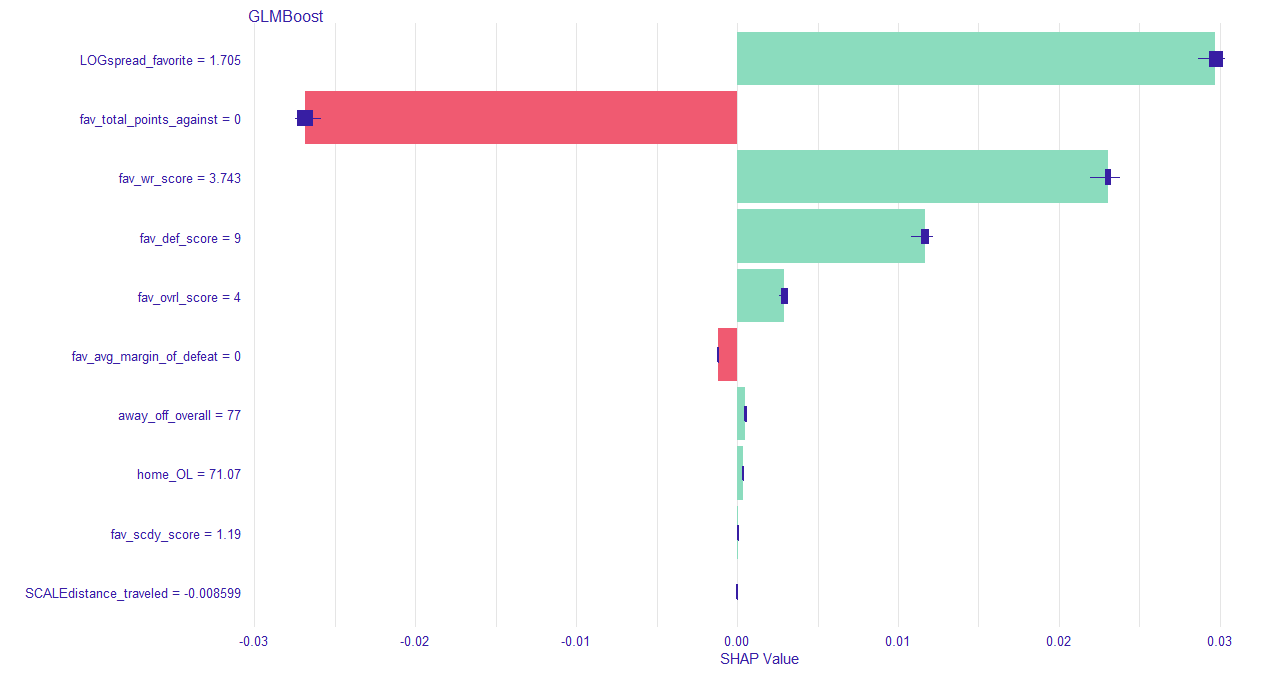 GLMBoost
LOGspread_favorite = 1.705
fav_total_points_against = 0
fav_wr_score = 3.743
fav_def_score = 9
fav_ovrl_score = 4
fav_avg_margin_of_defeat = 0
away_off_overall = 77
home_OL = 71.07
fav_scdy_score = 1.19
SCALEdistance_traveled = -0.008599
-0.03 -0.02 -0.01 0.00 0.01 0.02 0.03
SHAP Value